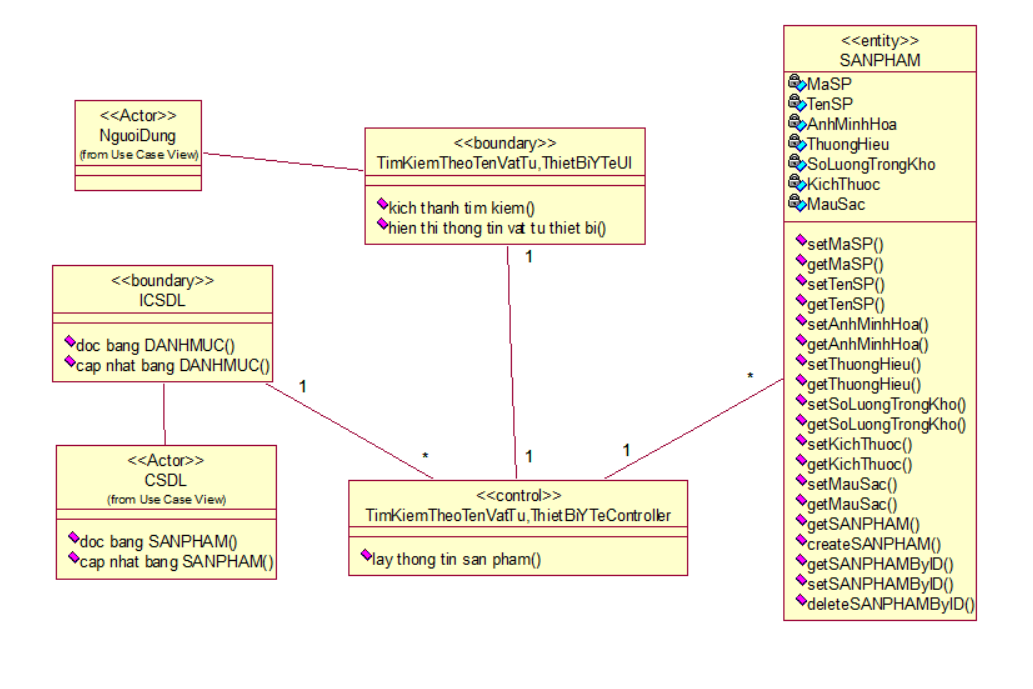 <<Actor>>
NguoiDung
(from Use Case View)
<<boundary>>
TimKiemTheoTenVatTu,ThietBiYTeUI
kich thanh tim kiem()
hien thi thong tin vat tu thiet bi()
1
<<boundary>>
ICSDL
doc bang DANHMUC()
cap nhat bang DANHMUC()
1
*
<<Actor>>
CSDL
(from Use Case View)
doc bang SANPHAM()
cap nhat bang SANPHAM()
1
1
*
<<control>>
TimKiemTheoTenVatTu,ThietBiYTeController
lay thong tin san pham()
<<entity>>
SANPHAM
MaSP
TenSP
AnhMinhHoa
ThuongHieu
SoLuongTrongKho
KichThuoc
MauSac
setMaSP()
getMaSP()
setTenSP()
getTenSP()
setAnhMinhHoa()
getAnhMinhHoa()
setThuongHieu()
getThuongHieu()
setSoLuongTrongKho()
getSoLuongTrongKho()
setKichThuoc()
getKichThuoc()
setMauSac()
getMauSac()
getSANPHAM()
createSANPHAM()
getSANPHAMByID()
setSANPHAMByID()
deleteSANPHAMByID()